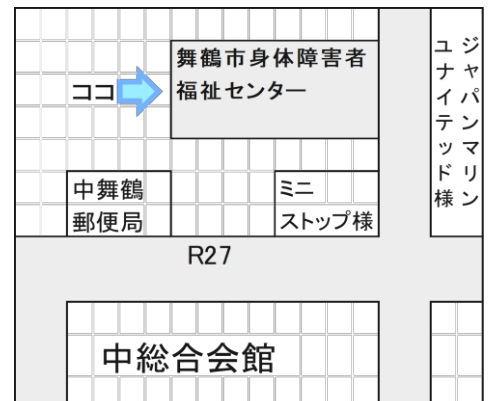 舞鶴市身体障害者
福祉センター
ココ
ジャパンマリン
ユナイテッド様
中舞鶴
郵便局
ミニ
ストップ様
R27
中総合会館